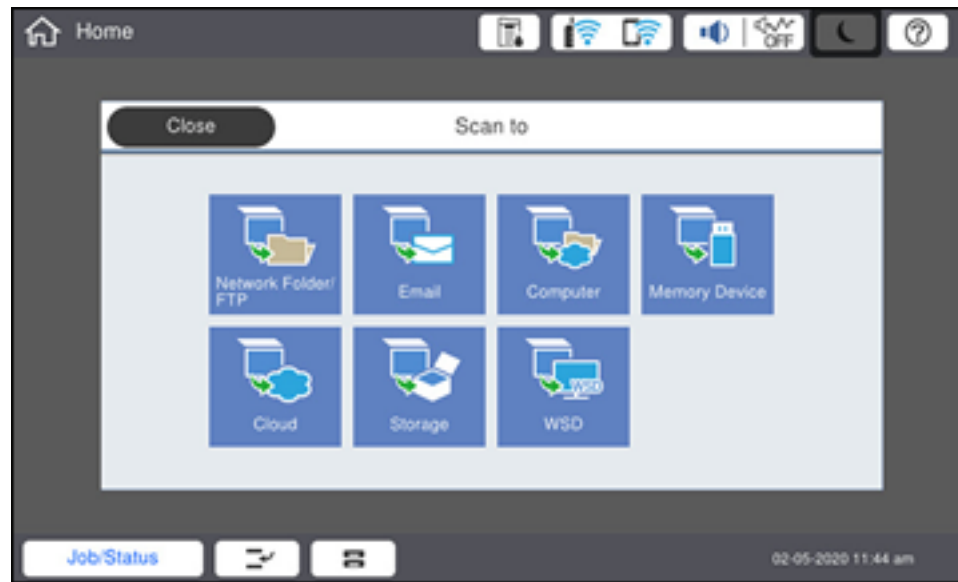 Home
OFF
Close
Scan to
Network Folder/
FTP
Email
Computer
Memory Device
WSD
Cloud
Storage
WSD
Job/Status
02-05-2020 11:44 am